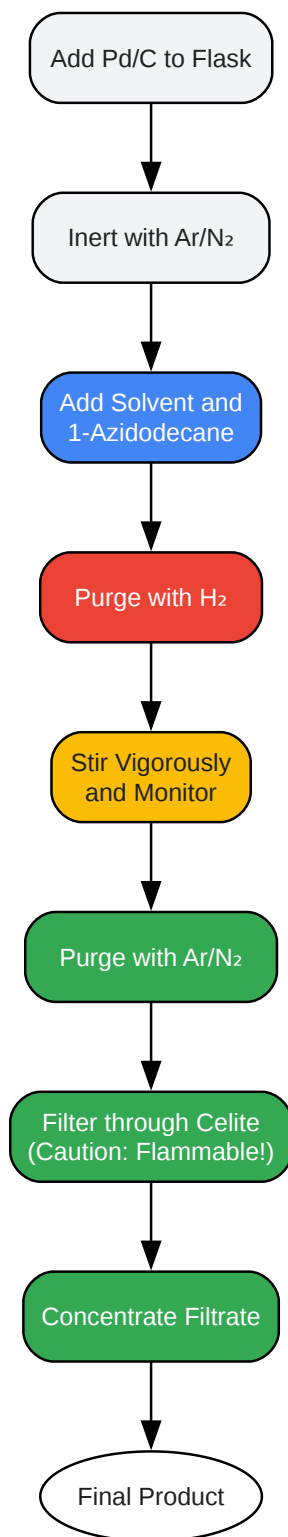 Add Pd/C to Flask
Inert with Ar/N₂
Add Solvent and
1-Azidodecane
Purge with H₂
Stir Vigorously
and Monitor
Purge with Ar/N₂
Filter through Celite
(Caution: Flammable!)
Concentrate Filtrate
Final Product